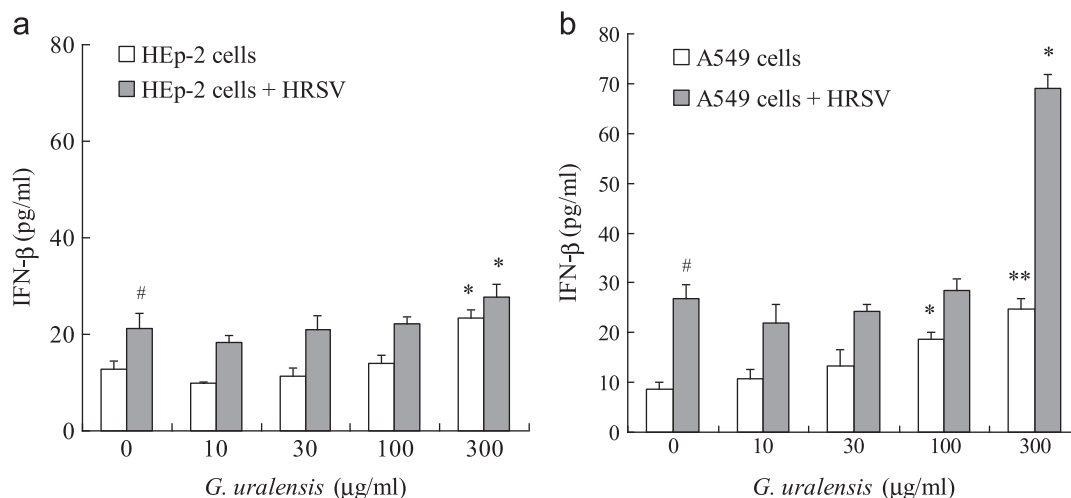 a
80
60
40
20
0
IFN-β (pg/ml)
HEp-2 cells
HEp-2 cells + HRSV
#
*
*
0 10 30 100 300
G. uralensis (µg/ml)
b
80
70
60
50
40
30
20
10
0
IFN-β (pg/ml)
A549 cells
A549 cells + HRSV
#
*
**
*
0 10 30 100 300
G. uralensis (µg/ml)